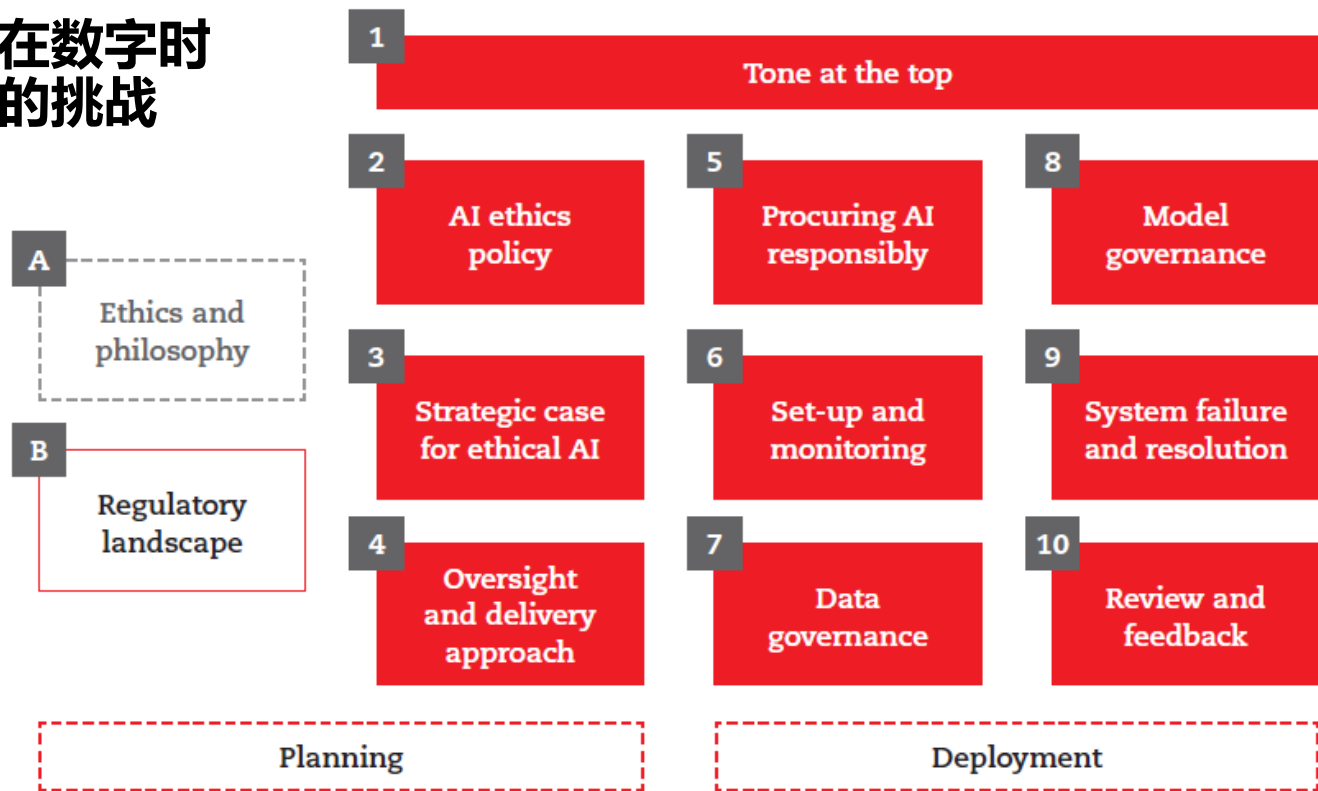 在数字时
的挑战
1
Tone at the top
2
AI ethics
policy
5
Procuring AI
responsibly
8
Model
governance
A
Ethics and
philosophy
3
Strategic case
for ethical AI
6
Set-up and
monitoring
9
System failure
and resolution
B
Regulatory
landscape
4
Oversight
and delivery
approach
7
Data
governance
10
Review and
feedback
Planning
Deployment